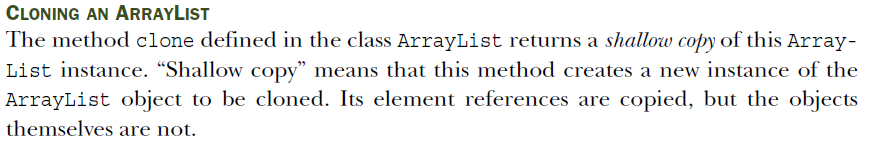 CLONING AN ARRAYLIST
The method clone defined in the class ArrayList returns a shallow copy of this Array-
List instance. “Shallow copy” means that this method creates a new instance of the
ArrayList object to be cloned. Its element references are copied, but the objects
themselves are not.